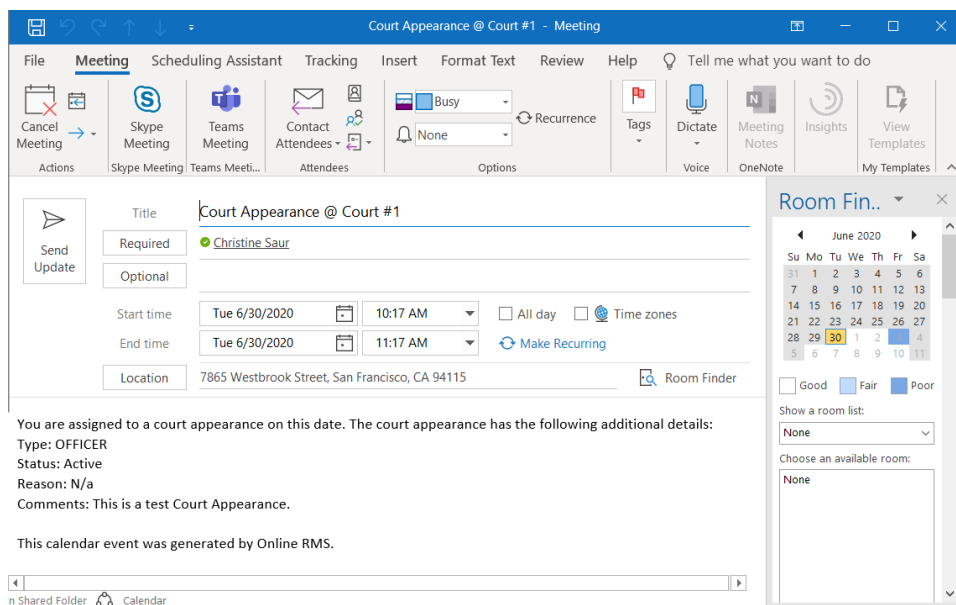 Court Appearance @ Court #1 - Meeting
File Meeting Scheduling Assistant Tracking Insert Format Text Review Help Tell me what you want to do
Cancel Meeting
Skype Meeting
Teams Meeting
Contact Attendees
Busy
None
Recurrence
Tags
Dictate
N
Meeting Notes
Insights
View Templates
Actions Skype Meeting Teams Meeti... Attendees Options Voice OneNote My Templates
Send Update
Title Court Appearance @ Court #1
Required Christine Saur
Optional
Start time Tue 6/30/2020 10:17 AM All day Time zones
End time Tue 6/30/2020 11:17 AM Make Recurring
Location 7865 Westbrook Street, San Francisco, CA 94115 Room Finder
You are assigned to a court appearance on this date. The court appearance has the following additional details:
Type: OFFICER
Status: Active
Reason: N/a
Comments: This is a test Court Appearance.
This calendar event was generated by Online RMS.
n Shared Folder Calendar
Room Fin..
June 2020
Su Mo Tu We Th Fr Sa
31 1 2 3 4 5 6
7 8 9 10 11 12 13
14 15 16 17 18 19 20
21 22 23 24 25 26 27
28 29 30 1 2 4
5 6 7 8 9 10 11
Good Fair Poor
Show a room list:
None
Choose an available room:
None